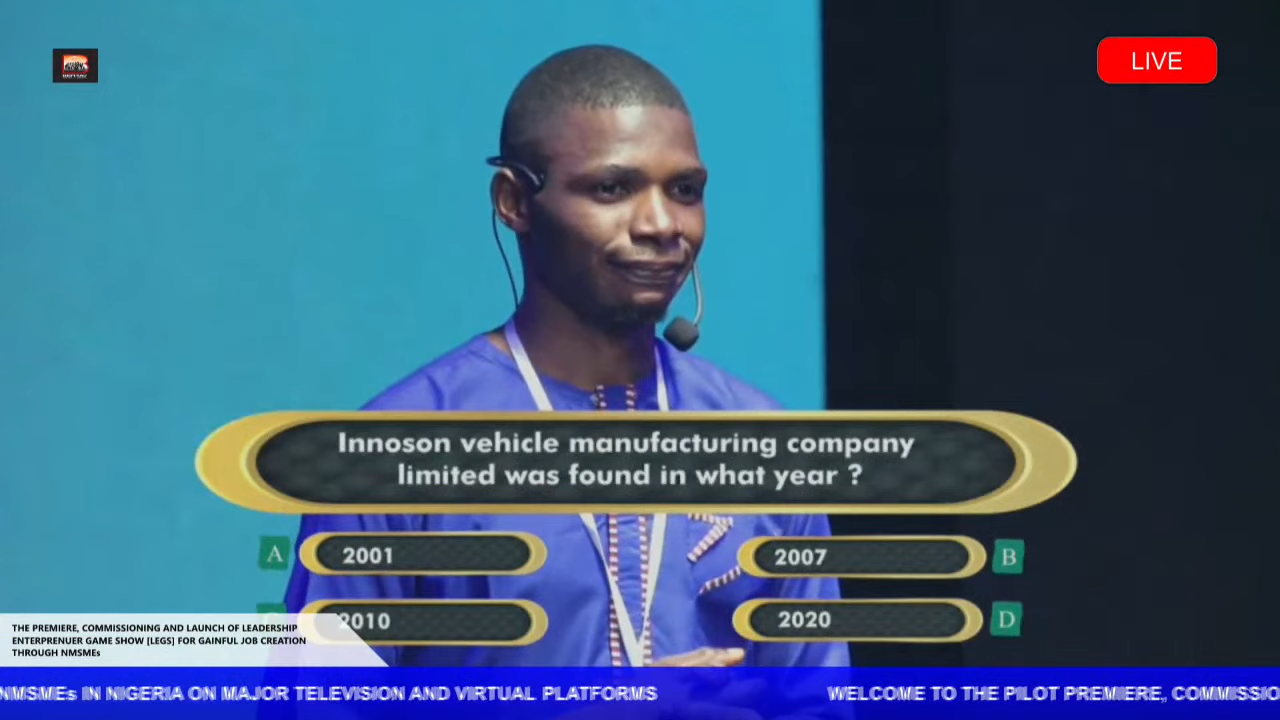 LIVE
Innoson vehicle manufacturing company
limited was found in what year ?
A 2001
2007 B
2010
2020 D
THE PREMIERE, COMMISSIONING AND LAUNCH OF LEADERSHIP
ENTERPRENUER GAME SHOW [LEGS] FOR GAINFUL JOB CREATION
THROUGH NMSMEs
NMSMEs IN NIGERIA ON MAJOR TELEVISION AND VIRTUAL PLATFORMS
WELCOME TO THE PILOT PREMIERE, COMMISSIO